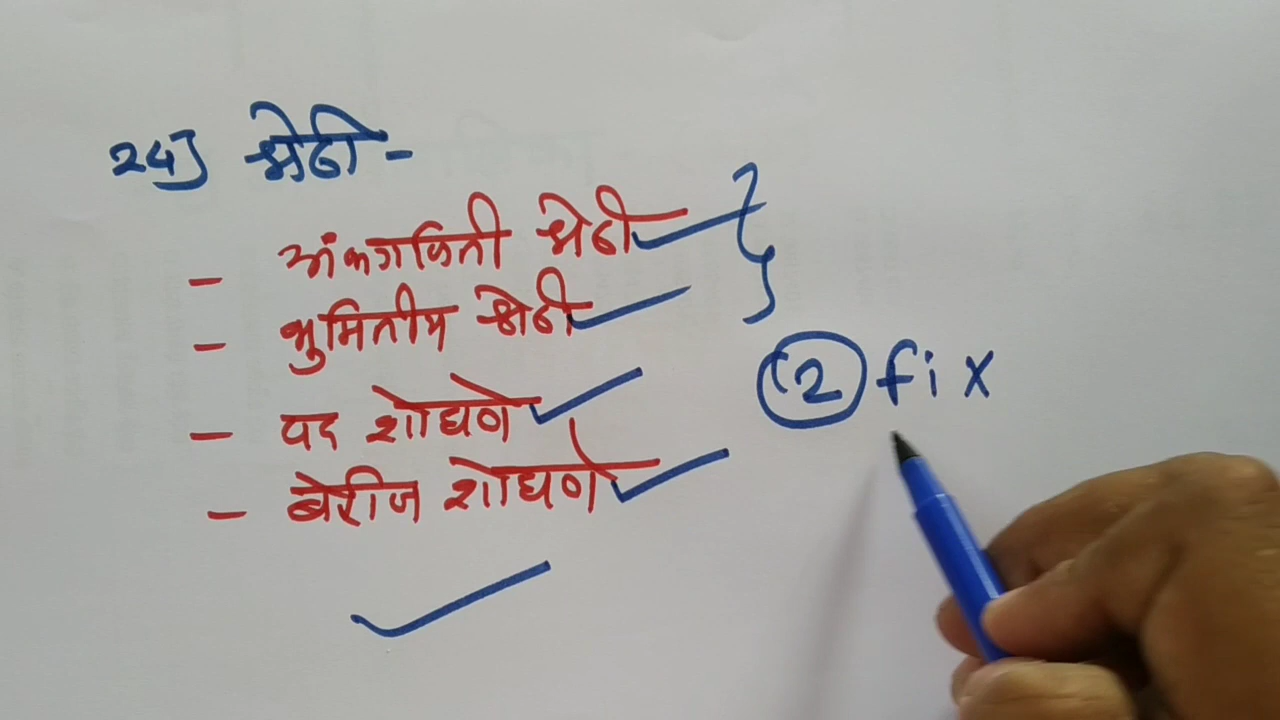 24] श्रेढी -
- अंकगणिती श्रेढी
- भुमितीय श्रेढी
- पद शोधणे
- बेरीज शोधणे
(2) fix